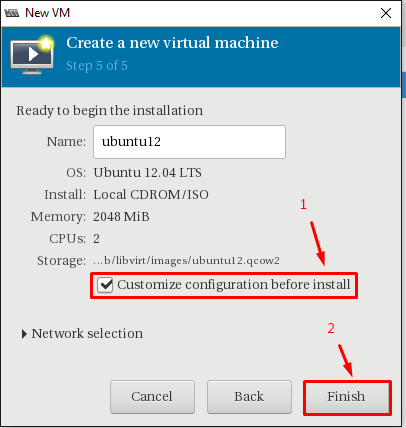 New VM
Create a new virtual machine
Step 5 of 5
Ready to begin the installation
Name: ubuntu12
OS: Ubuntu 12.04 LTS
Install: Local CDROM/ISO
Memory: 2048 MiB
CPUs: 2
Storage: ...b/libvirt/images/ubuntu12.qcow2
1
Customize configuration before install
Network selection
2
Cancel Back Finish